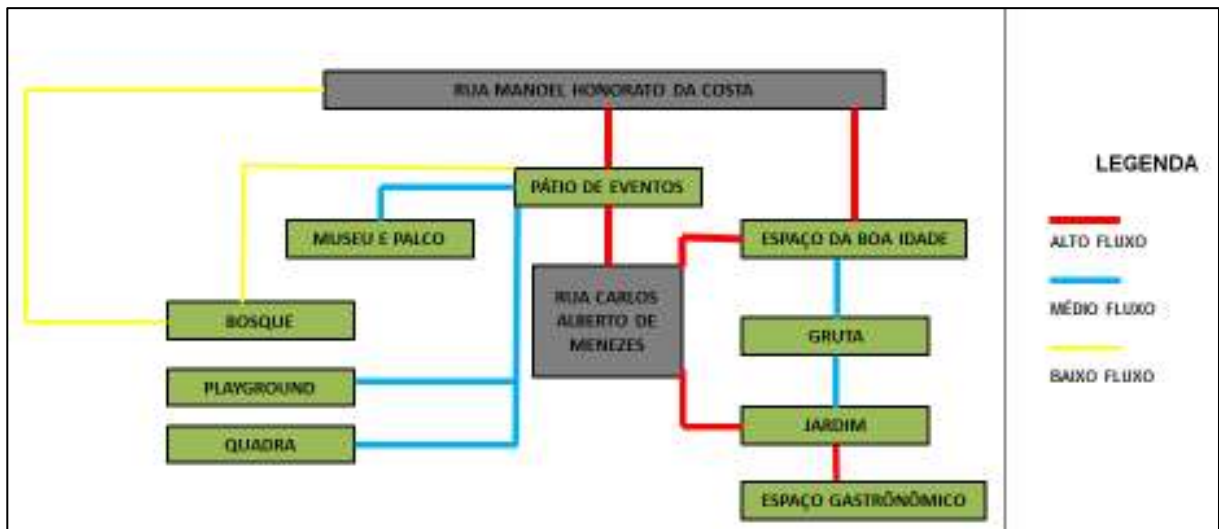 RUA MANOEL HONORATO DA COSTA
PÁTIO DE EVENTOS
MUSEU E PALCO
ESPAÇO DA BOA IDADE
RUA CARLOS
ALBERTO DE
MENEZES
BOSQUE
GRUTA
PLAYGROUND
QUADRA
JARDIM
ESPAÇO GASTRÔNÔMICO
LEGENDA
ALTO FLUXO
MÉDIO FLUXO
BAIXO FLUXO